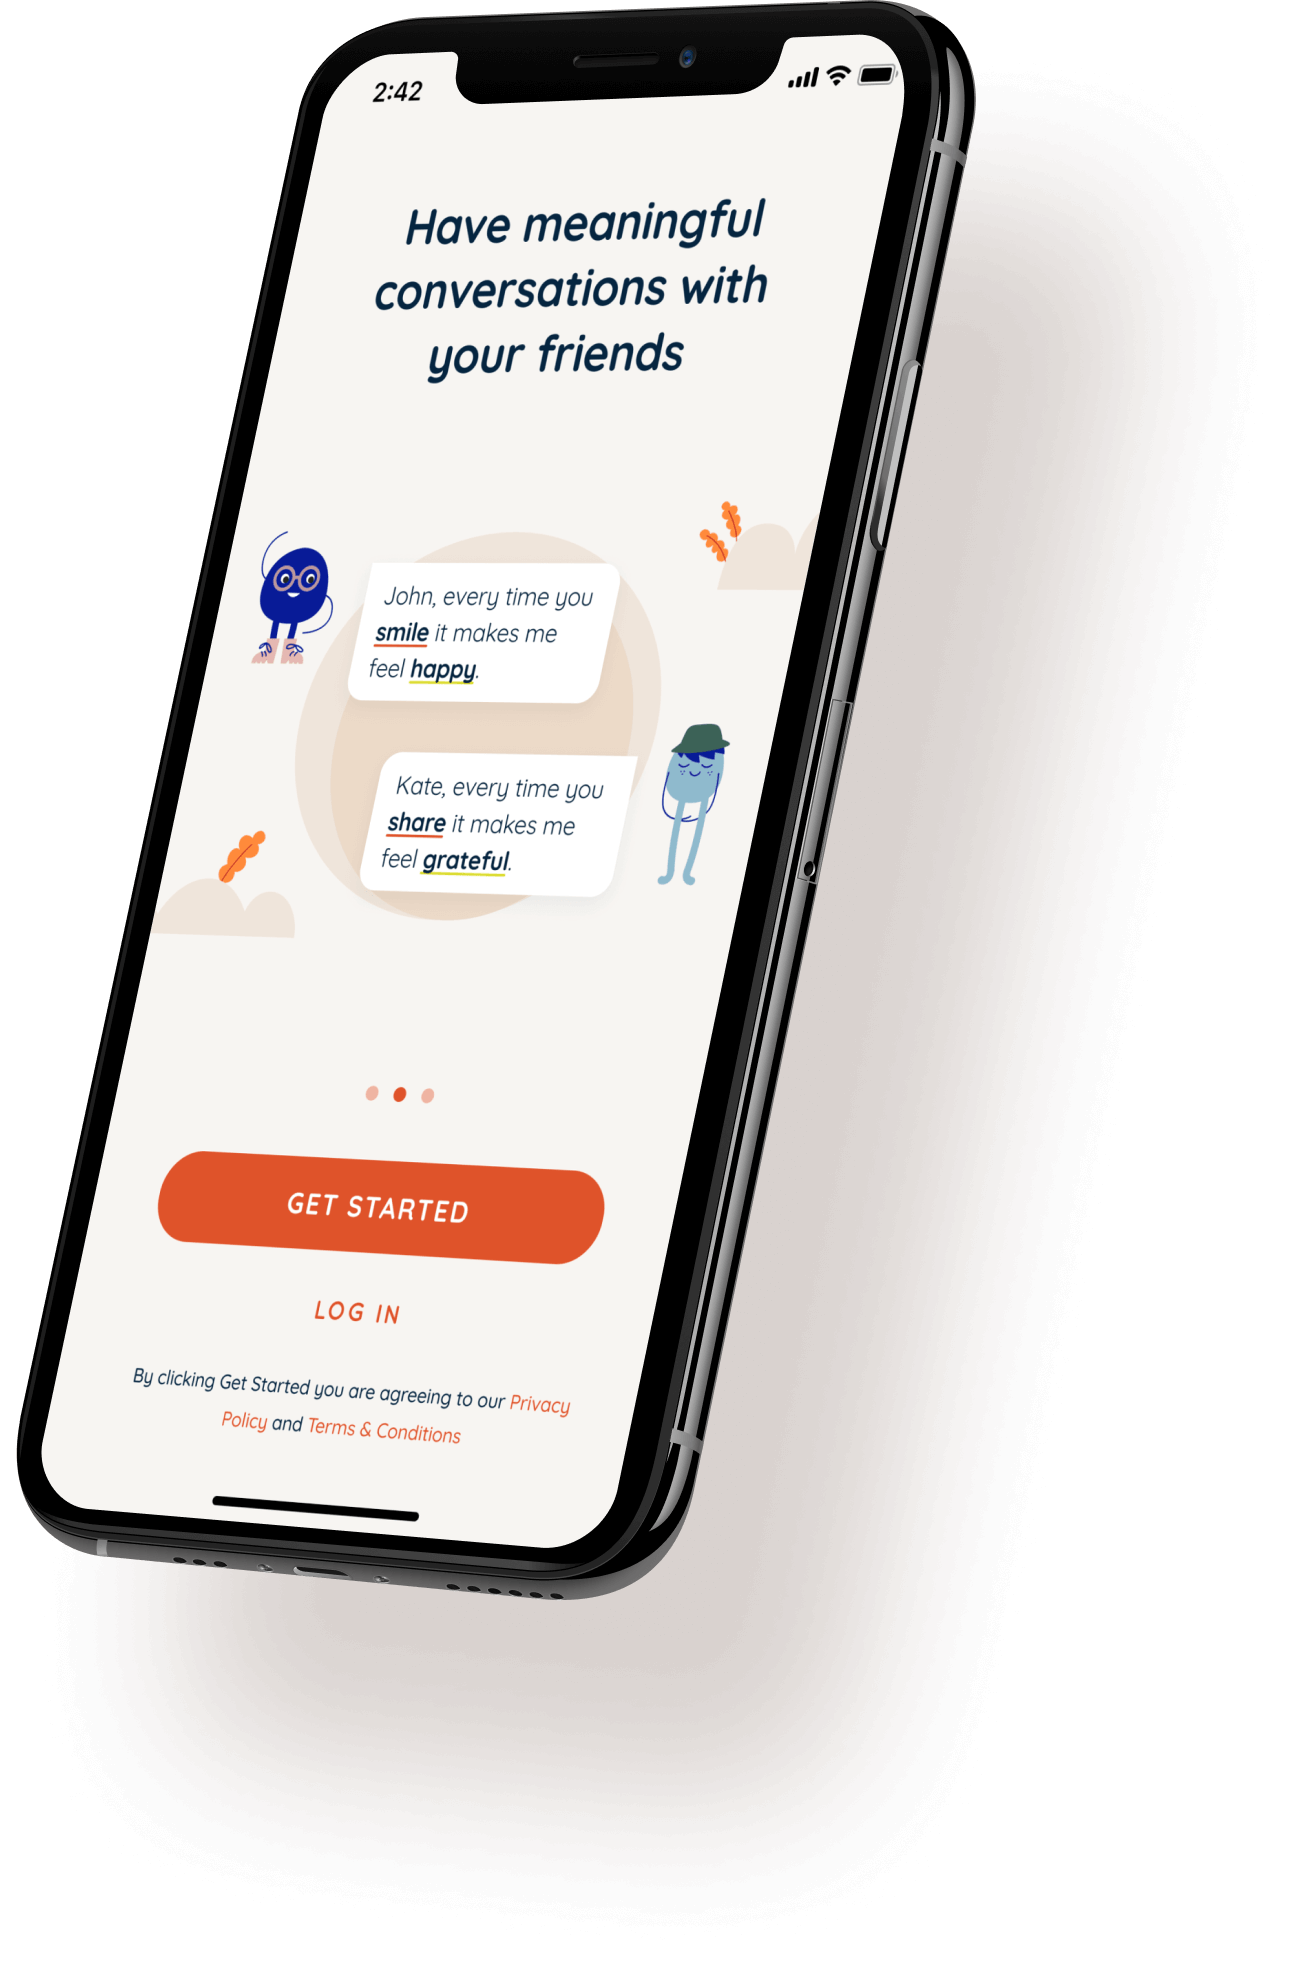 2:42
Have meaningful
conversations with
your friends
John, every time you
smile it makes me
feel happy.
Kate, every time you
share it makes me
feel grateful.
GET STARTED
LOG IN
By clicking Get Started you are agreeing to our Privacy
Policy and Terms & Conditions